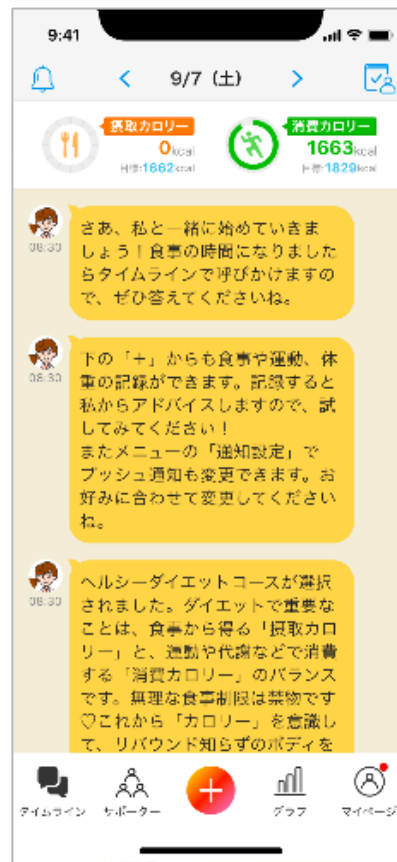 9:41
9/7 (土)
摂取カロリー
0kcal
目標:1662kcal
消費カロリー
1663kcal
目標:1829kcal
08:30
さあ、私と一緒に始めていきま
しょう！食事の時間になりました
らタイムラインで呼びかけますの
で、ぜひ答えてくださいね。
08:30
下の「+」からも食事や運動、体
重の記録ができます。記録すると
私からアドバイスしますので、試
してみてください！
またメニューの「通知設定」で
プッシュ通知も変更できます。お
好みに合わせて変更してください
ね。
08:30
ヘルシーダイエットコースが選択
されました。ダイエットで重要な
ことは、食事から得る「摂取カロ
リー」と、運動や代謝などで消費
する「消費カロリー」のバランス
です。無理な食事制限は禁物です
♡これから「カロリー」を意識し
て、リバウンド知らずのボディを
タイムライン
サポーター
グラフ
マイページ